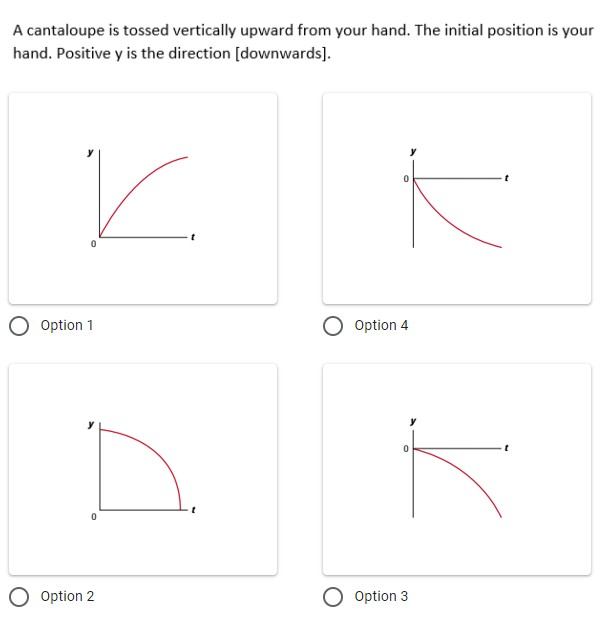 A cantaloupe is tossed vertically upward from your hand. The initial position is your
hand. Positive y is the direction [downwards].
y
0
t
Option 1
y
0
t
Option 4
y
0
t
Option 2
y
0
t
Option 3